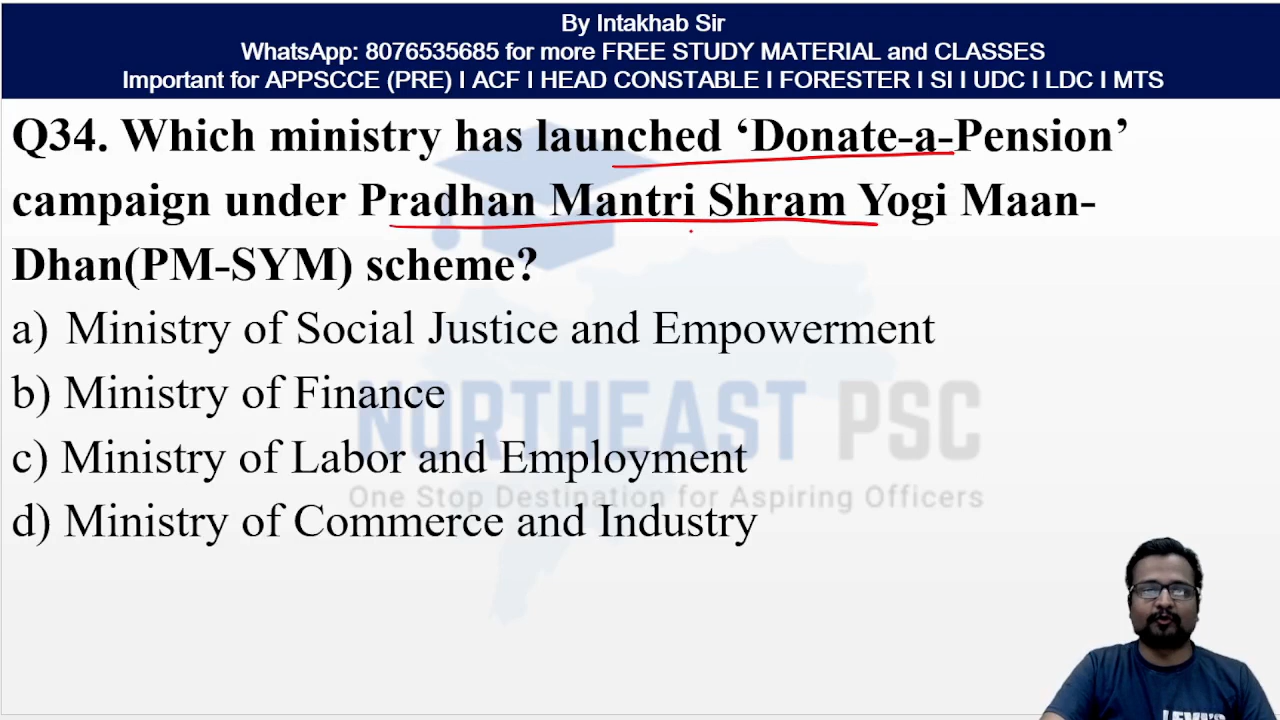 By Intakhab Sir
WhatsApp: 8076535685 for more FREE STUDY MATERIAL and CLASSES
Important for APPSCCE (PRE) I ACF I HEAD CONSTABLE I FORESTER I SI I UDC I LDC I MTS
Q34. Which ministry has launched ‘Donate-a-Pension’
campaign under Pradhan Mantri Shram Yogi Maan-
Dhan(PM-SYM) scheme?
a) Ministry of Social Justice and Empowerment
b) Ministry of Finance
NORTHEAST PSC
c) Ministry of Labor and Employment
One Stop Destination for Aspiring Officers
d) Ministry of Commerce and Industry